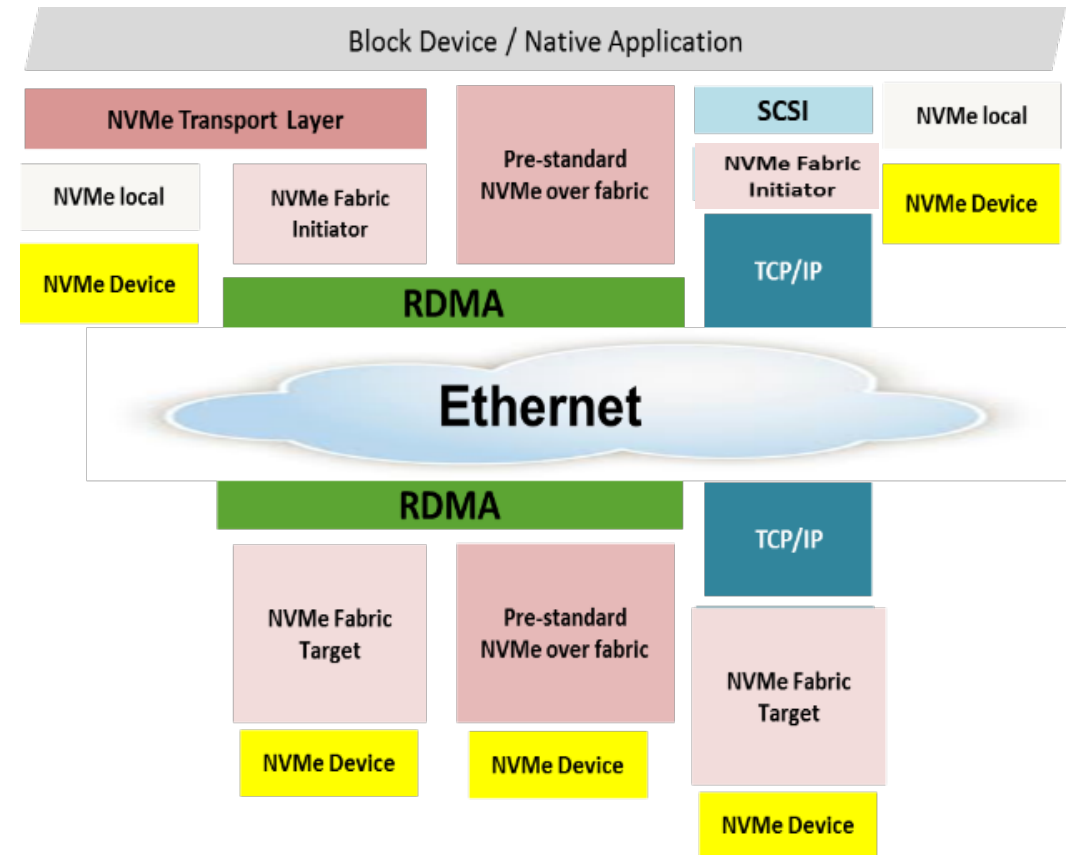 Block Device / Native Application
NVMe Transport Layer
Pre-standard
NVMe over fabric
SCSI
NVMe local
NVMe local
NVMe Fabric
Initiator
NVMe Fabric
Initiator
NVMe Device
NVMe Device
TCP/IP
RDMA
Ethernet
RDMA
TCP/IP
NVMe Fabric
Target
Pre-standard
NVMe over fabric
NVMe Fabric
Target
NVMe Device
NVMe Device
NVMe Device